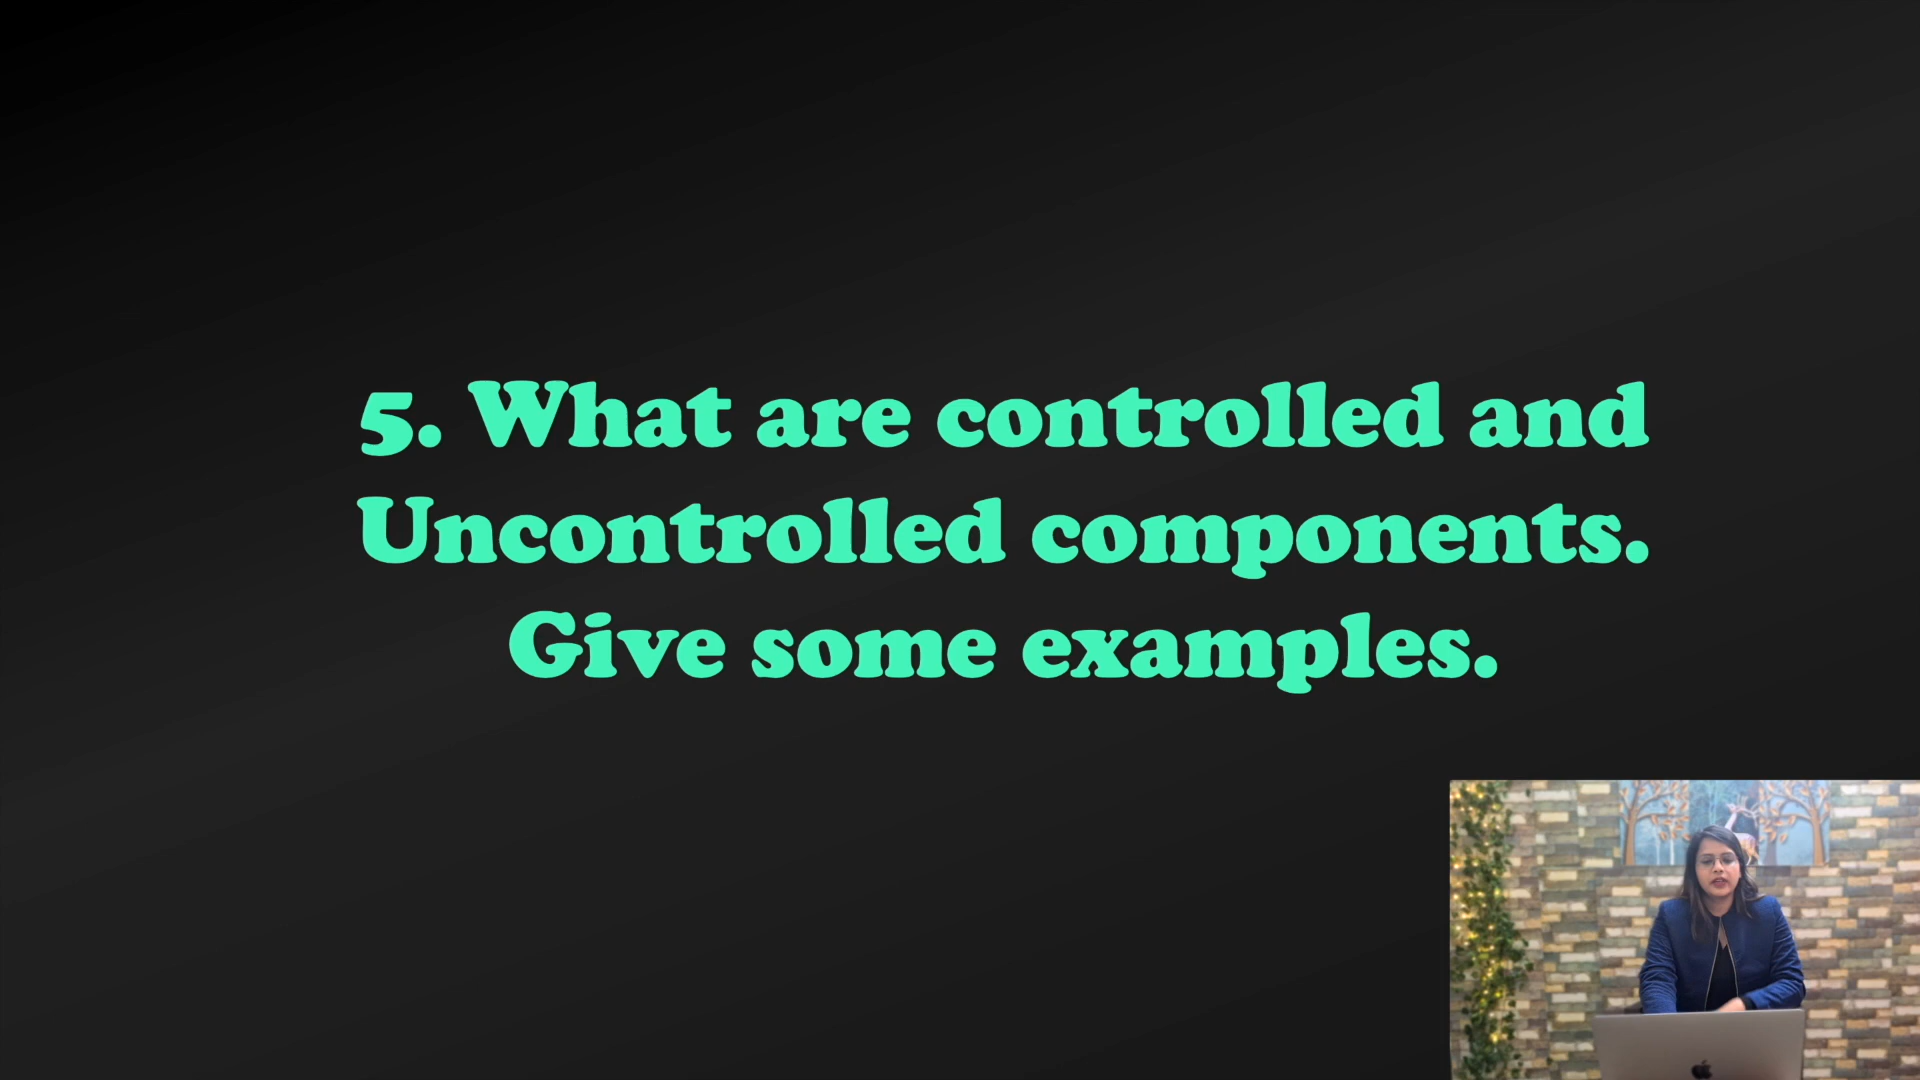 5. What are controlled and
Uncontrolled components.
Give some examples.